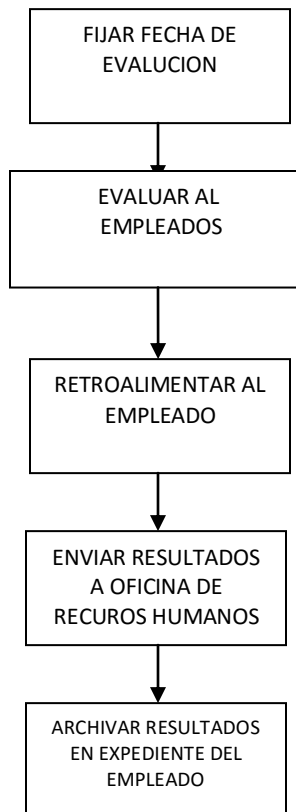 FIJAR FECHA DE
EVALUCION
EVALUAR AL
EMPLEADOS
RETROALIMENTAR AL
EMPLEADO
ENVIAR RESULTADOS
A OFICINA DE
RECUROS HUMANOS
ARCHIVAR RESULTADOS
EN EXPEDIENTE DEL
EMPLEADO